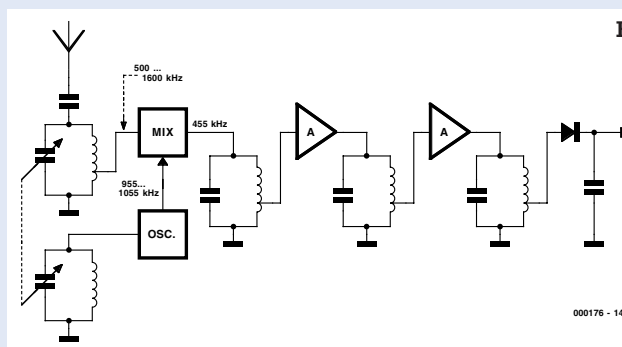 500 ...
1600 kHz
MIX
455 kHz
A
A
955...
1055 kHz
OSC.
000176 - 14